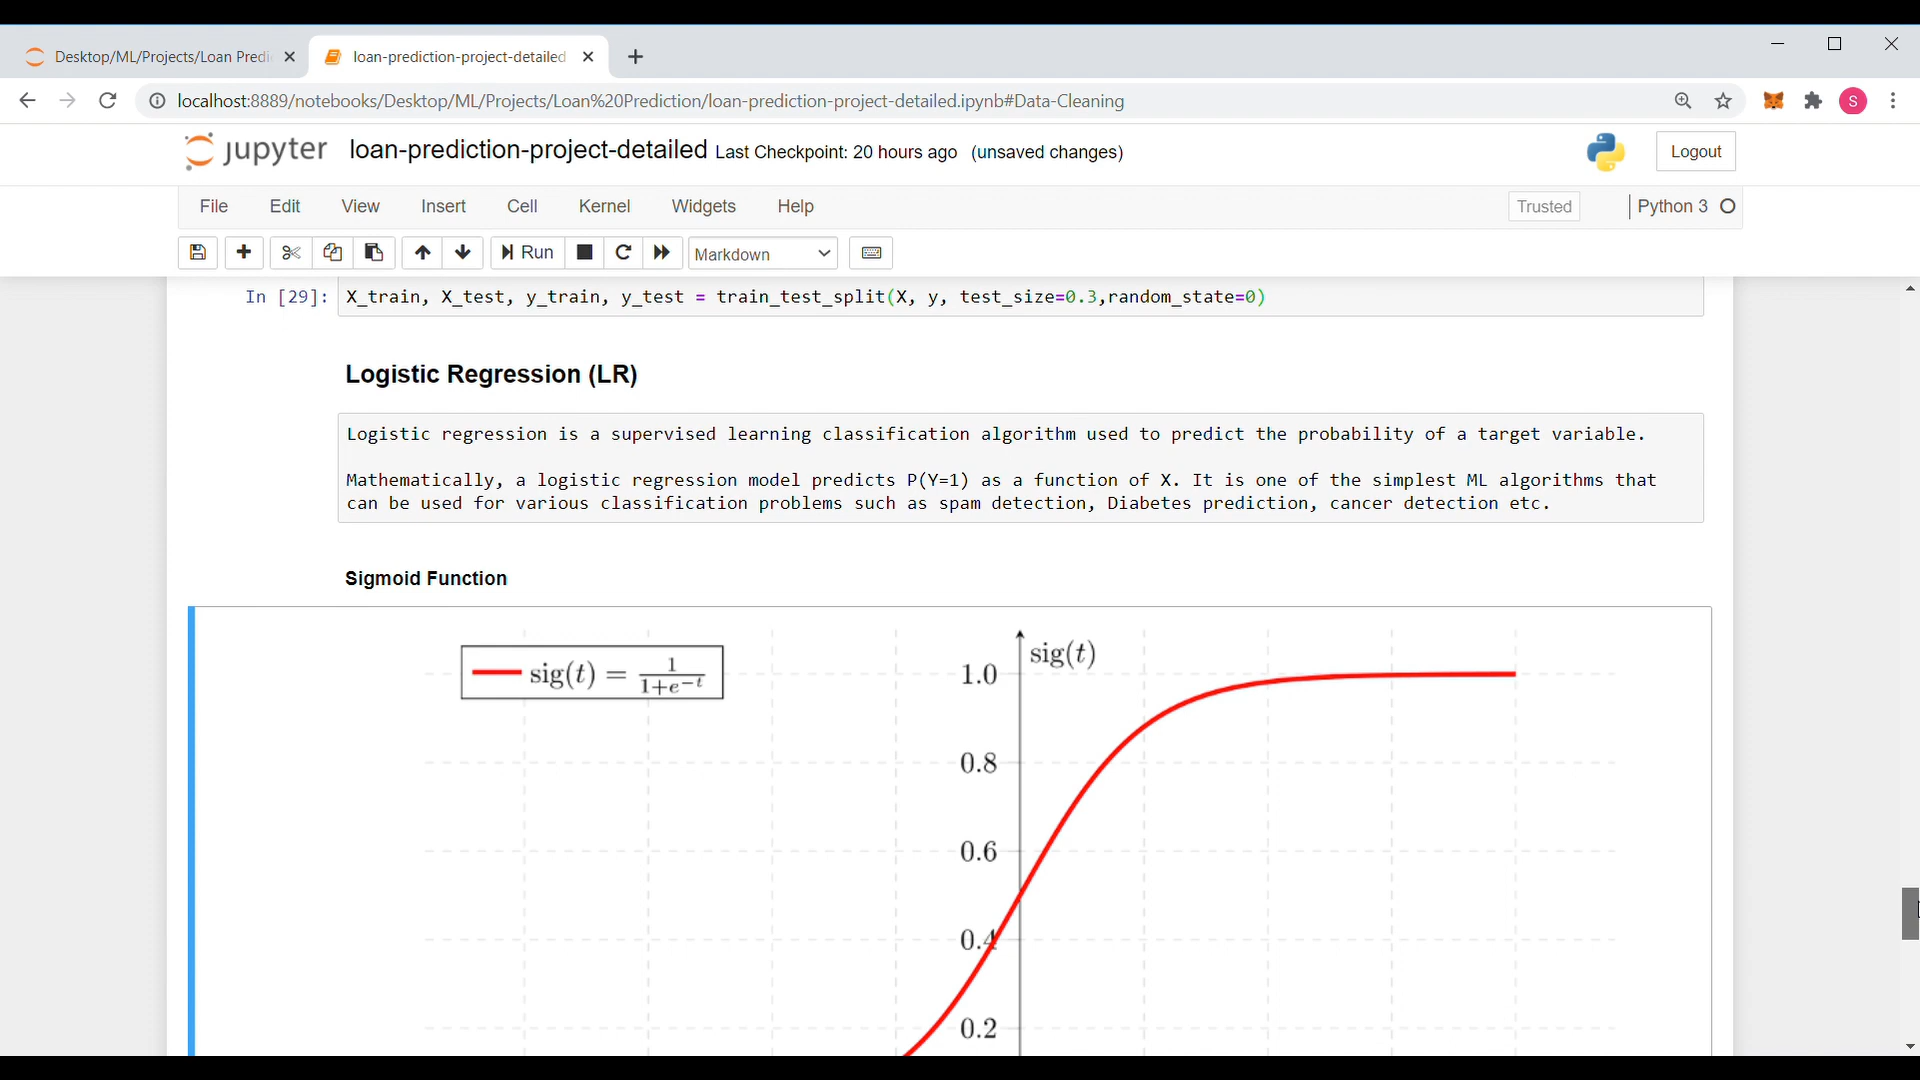 Desktop/ML/Projects/Loan Predi
loan-prediction-project-detailed
localhost:8889/notebooks/Desktop/ML/Projects/Loan%20Prediction/loan-prediction-project-detailed.ipynb#Data-Cleaning
S
jupyter loan-prediction-project-detailed Last Checkpoint: 20 hours ago (unsaved changes)
Logout
File Edit View Insert Cell Kernel Widgets Help
Trusted
Python 3
Run
Markdown
In [29]: X_train, X_test, y_train, y_test = train_test_split(X, y, test_size=0.3,random_state=0)
Logistic Regression (LR)
Logistic regression is a supervised learning classification algorithm used to predict the probability of a target variable.
Mathematically, a logistic regression model predicts P(Y=1) as a function of X. It is one of the simplest ML algorithms that
can be used for various classification problems such as spam detection, Diabetes prediction, cancer detection etc.
Sigmoid Function
sig(t) = 1/(1+e^-t)
sig(t)
1.0
0.8
0.6
0.4
0.2